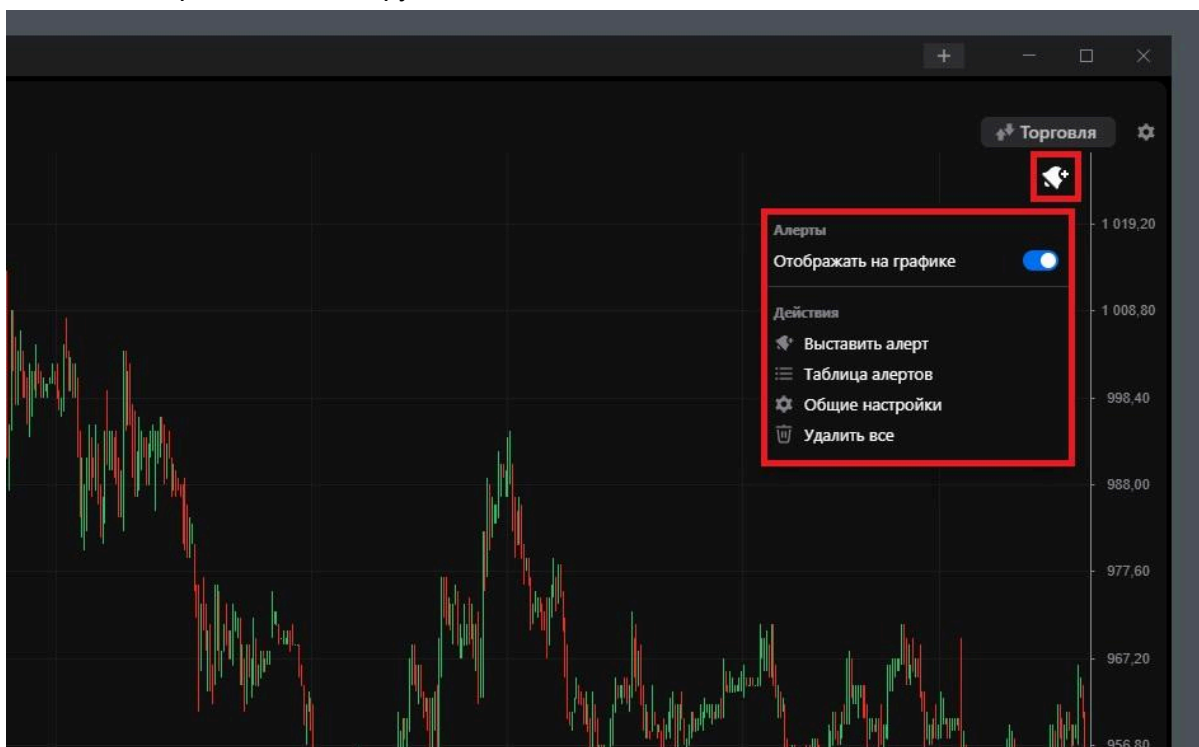 Торговля
1 019,20
Алерты
Отображать на графике
1 008,80
Действия
Выставить алерт
Таблица алертов
998,40
Общие настройки
Удалить все
988,00
977,60
967,20
956,80